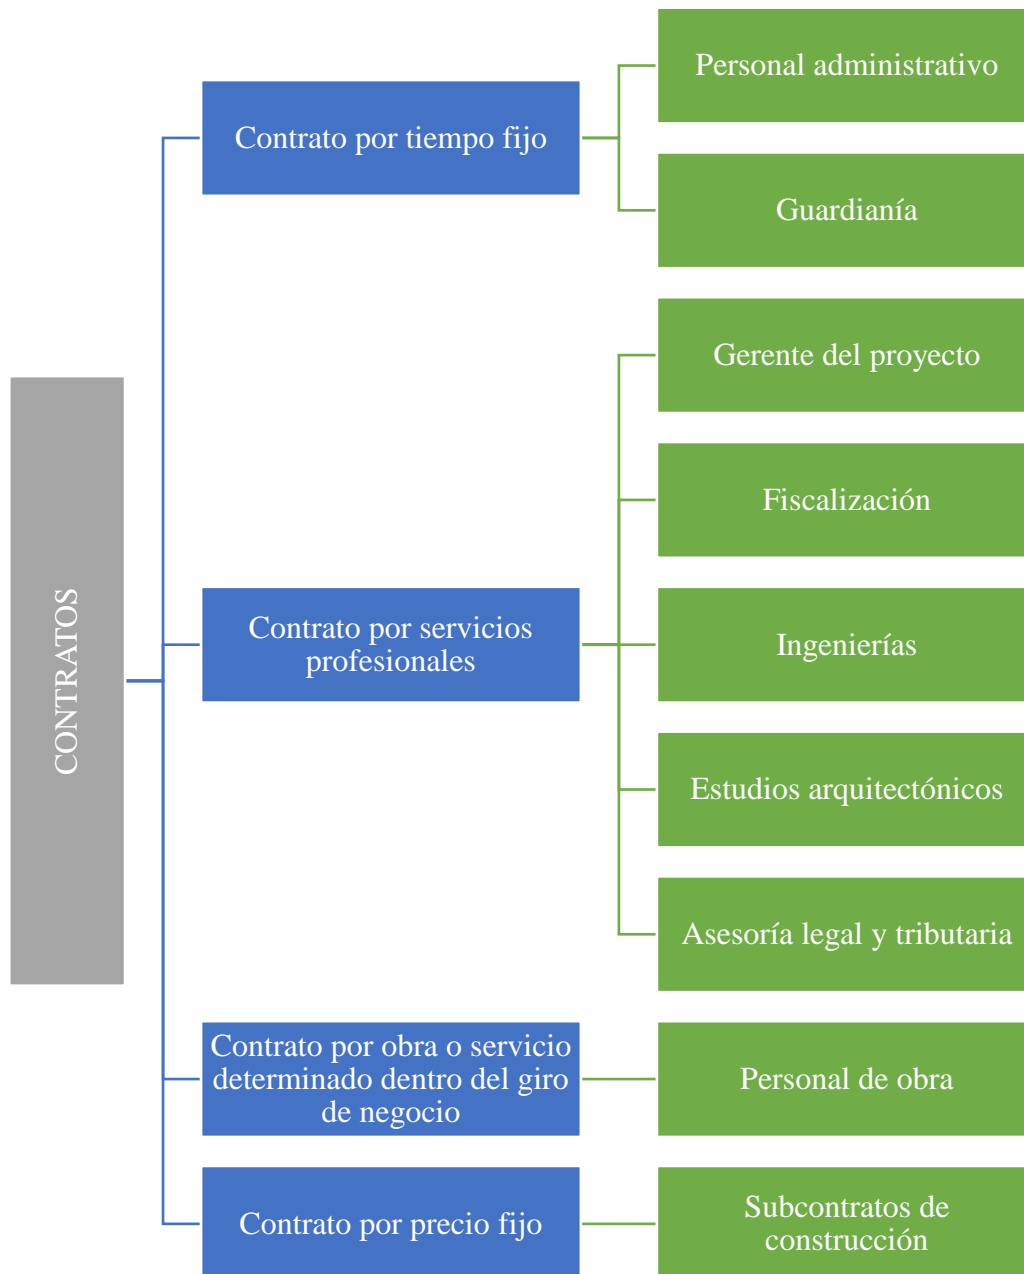 CONTRATOS
Contrato por tiempo fijo
Personal administrativo
Guardianía
Contrato por servicios
profesionales
Gerente del proyecto
Fiscalización
Ingenierías
Estudios arquitectónicos
Asesoría legal y tributaria
Contrato por obra o servicio
determinado dentro del giro
de negocio
Personal de obra
Contrato por precio fijo
Subcontratos de
construcción